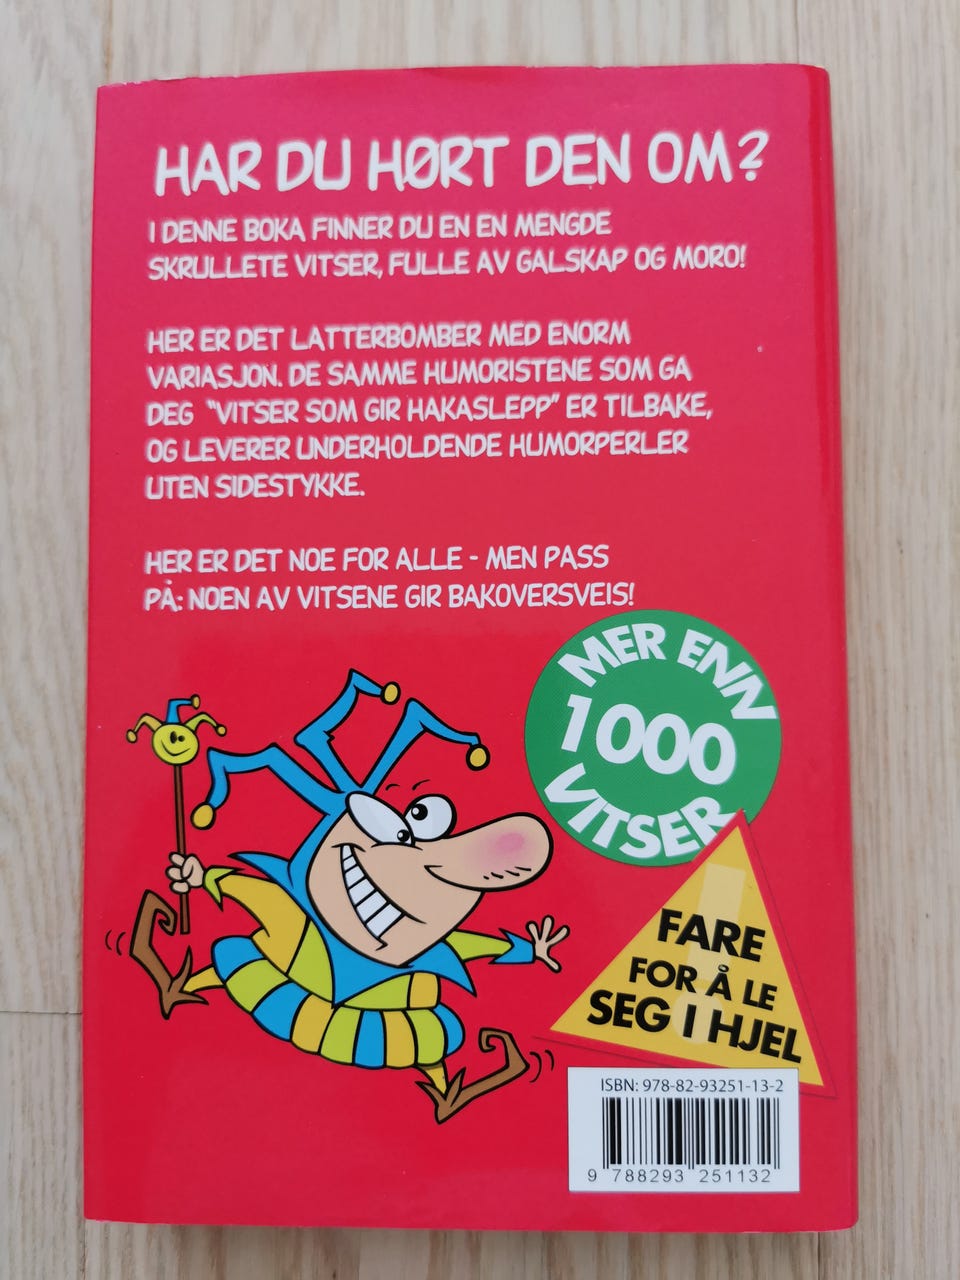 HAR DU HØRT DEN OM?
I DENNE BOKA FINNER DU EN EN MENGDE
SKRULLETE VITSER, FULLE AV GALSKAP OG MORO!
HER ER DET LATTERBOMBER MED ENORM
VARIASJON. DE SAMME HUMORISTENE SOM GA
DEG "VITSER SOM GIR HAKASLEPP" ER TILBAKE,
OG LEVERER UNDERHOLDENDE HUMORPERLER
UTEN SIDESTYKKE.
HER ER DET NOE FOR ALLE - MEN PASS
PÅ: NOEN AV VITSENE GIR BAKOVERSVEIS!
MER ENN
1000
VITSER
FARE
FOR Å LE
SEG I HJEL
ISBN: 978-82-93251-13-2
9 788293 251132